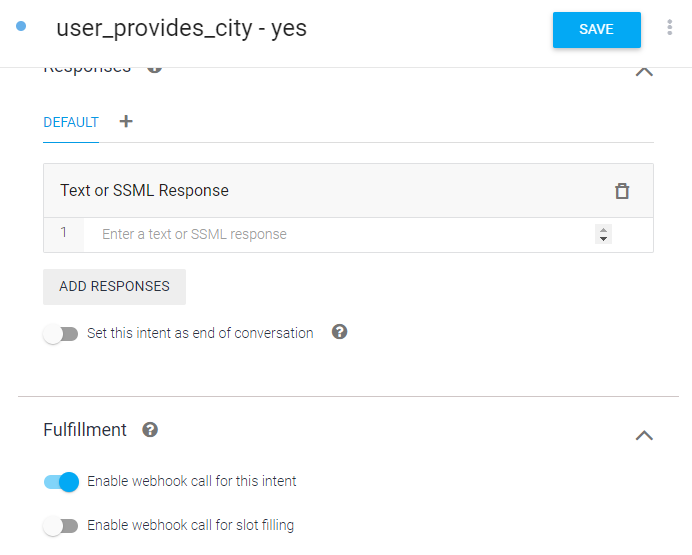 user_provides_city - yes
SAVE
Responses
DEFAULT +
Text or SSML Response
1 Enter a text or SSML response
ADD RESPONSES
Set this intent as end of conversation ?
Fulfillment ?
Enable webhook call for this intent
Enable webhook call for slot filling